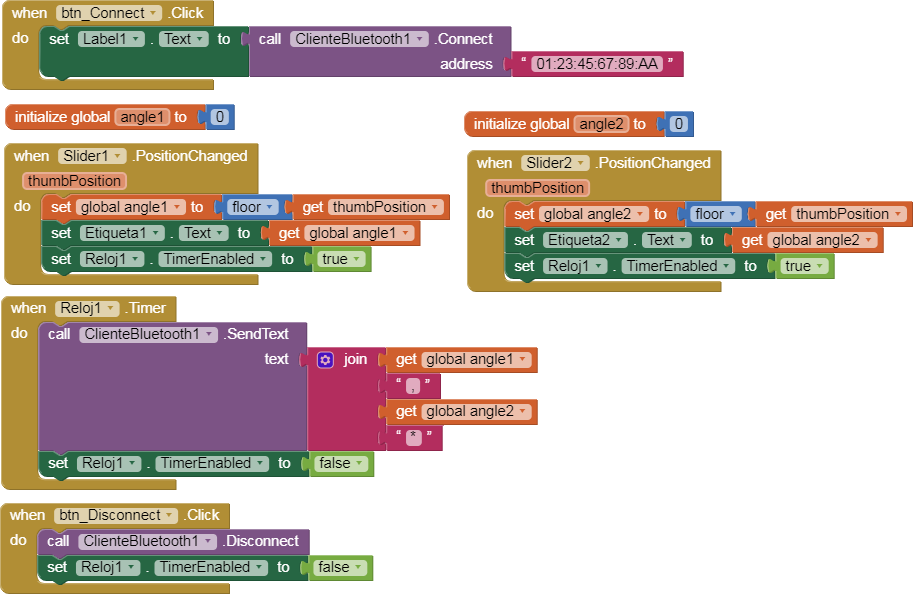 when btn_Connect .Click
do set Label1 . Text to call ClienteBluetooth1 .Connect
address " 01:23:45:67:89:AA "
initialize global angle1 to 0
initialize global angle2 to 0
when Slider1 .PositionChanged
thumbPosition
do set global angle1 to floor get thumbPosition
set Etiqueta1 . Text to get global angle1
set Reloj1 . TimerEnabled to true
when Slider2 .PositionChanged
thumbPosition
do set global angle2 to floor get thumbPosition
set Etiqueta2 . Text to get global angle2
set Reloj1 . TimerEnabled to true
when Reloj1 .Timer
do call ClienteBluetooth1 .SendText
text join get global angle1
" , "
get global angle2
" * "
set Reloj1 . TimerEnabled to false
when btn_Disconnect .Click
do call ClienteBluetooth1 .Disconnect
set Reloj1 . TimerEnabled to false